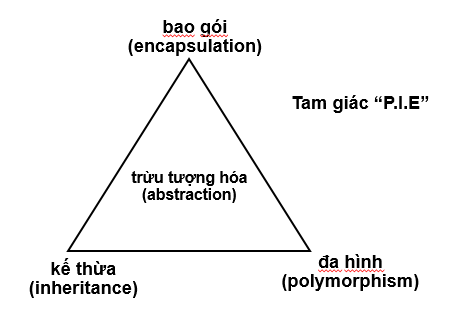 bao gói
(encapsulation)
Tam giác “P.I.E”
trừu tượng hóa
(abstraction)
kế thừa
(inheritance)
đa hình
(polymorphism)